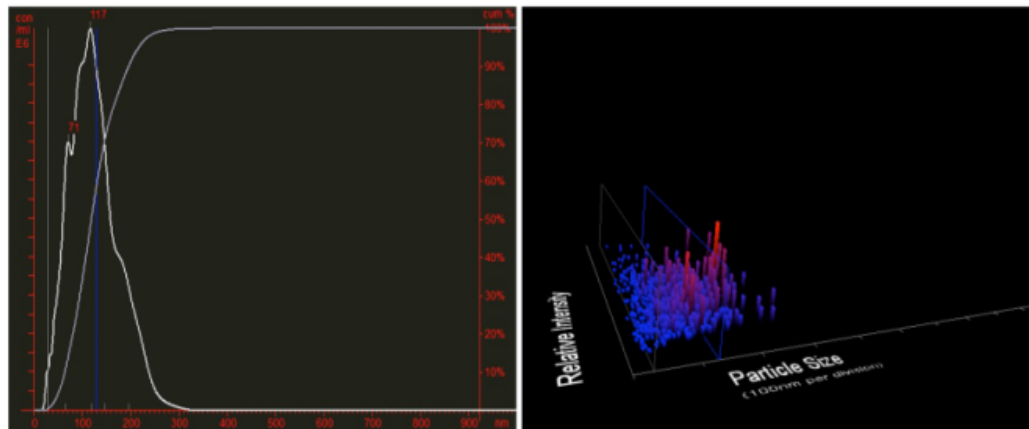 con
/ml
E6
117
cum %
100%
90%
80%
71
70%
60%
50%
40%
30%
20%
10%
0 100 200 300 400 500 600 700 800 900 nm
Relative Intensity
Particle Size
(100nm per division)